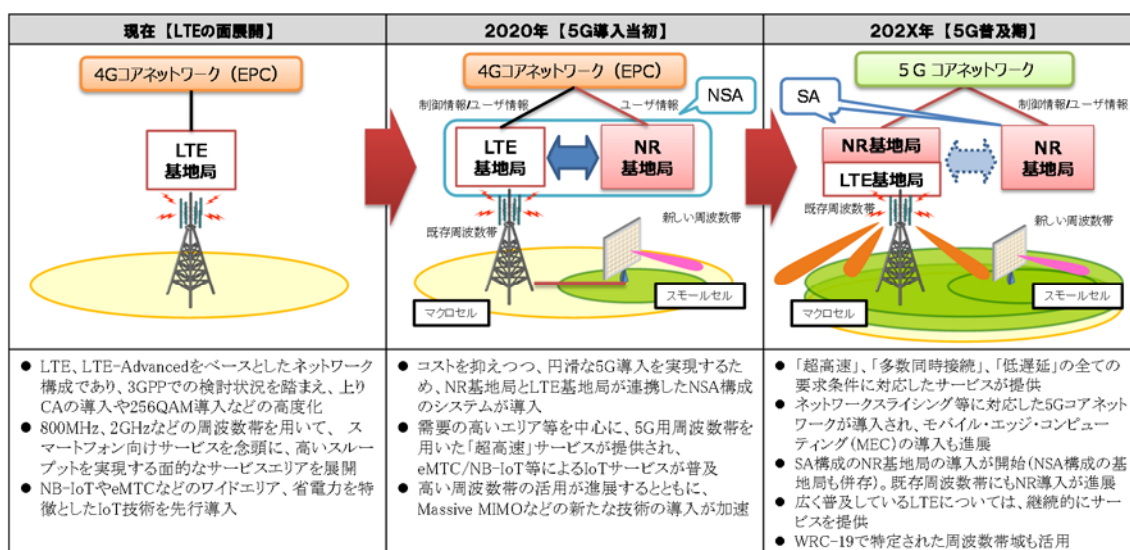 現在 【LTEの面展開】
4Gコアネットワーク（EPC）
LTE
基地局
● LTE、LTE-Advancedをベースとしたネットワーク
構成であり、3GPPでの検討状況を踏まえ、上り
CAの導入や256QAM導入などの高度化
● 800MHz、2GHzなどの周波数帯を用いて、 ス
マートフォン向けサービスを念頭に、高いスルー
プットを実現する面的なサービスエリアを展開
● NB-IoTやeMTCなどのワイドエリア、省電力を特
徴としたIoT技術を先行導入
2020年 【5G導入当初】
4Gコアネットワーク（EPC）
制御情報/ユーザ情報
ユーザ情報
NSA
LTE
基地局
NR
基地局
既存周波数帯
新しい周波数帯
マクロセル
スモールセル
● コストを抑えつつ、円滑な5G導入を実現するた
め、NR基地局とLTE基地局が連携したNSA構成
のシステムが導入
● 需要の高いエリア等を中心に、5G用周波数帯を
用いた「超高速」サービスが提供され、
eMTC/NB-IoT等によるIoTサービスが普及
● 高い周波数帯の活用が進展するとともに、
Massive MIMOなどの新たな技術の導入が加速
202X年 【5G普及期】
5G コアネットワーク
SA
制御情報/ユーザ情報
NR基地局
LTE基地局
NR
基地局
既存周波数帯
新しい周波数帯
マクロセル
スモールセル
● 「超高速」、「多数同時接続」、「低遅延」の全ての
要求条件に対応したサービスが提供
● ネットワークスライシング等に対応した5Gコアネット
ワークが導入され、モバイル・エッジ・コンピュー
ティング(MEC)の導入も進展
● SA構成のNR基地局の導入が開始(NSA構成の基
地局も併存)。既存周波数帯にもNR導入が進展
● 広く普及しているLTEについては、継続的にサー
ビスを提供
● WRC-19で特定された周波数帯域も活用